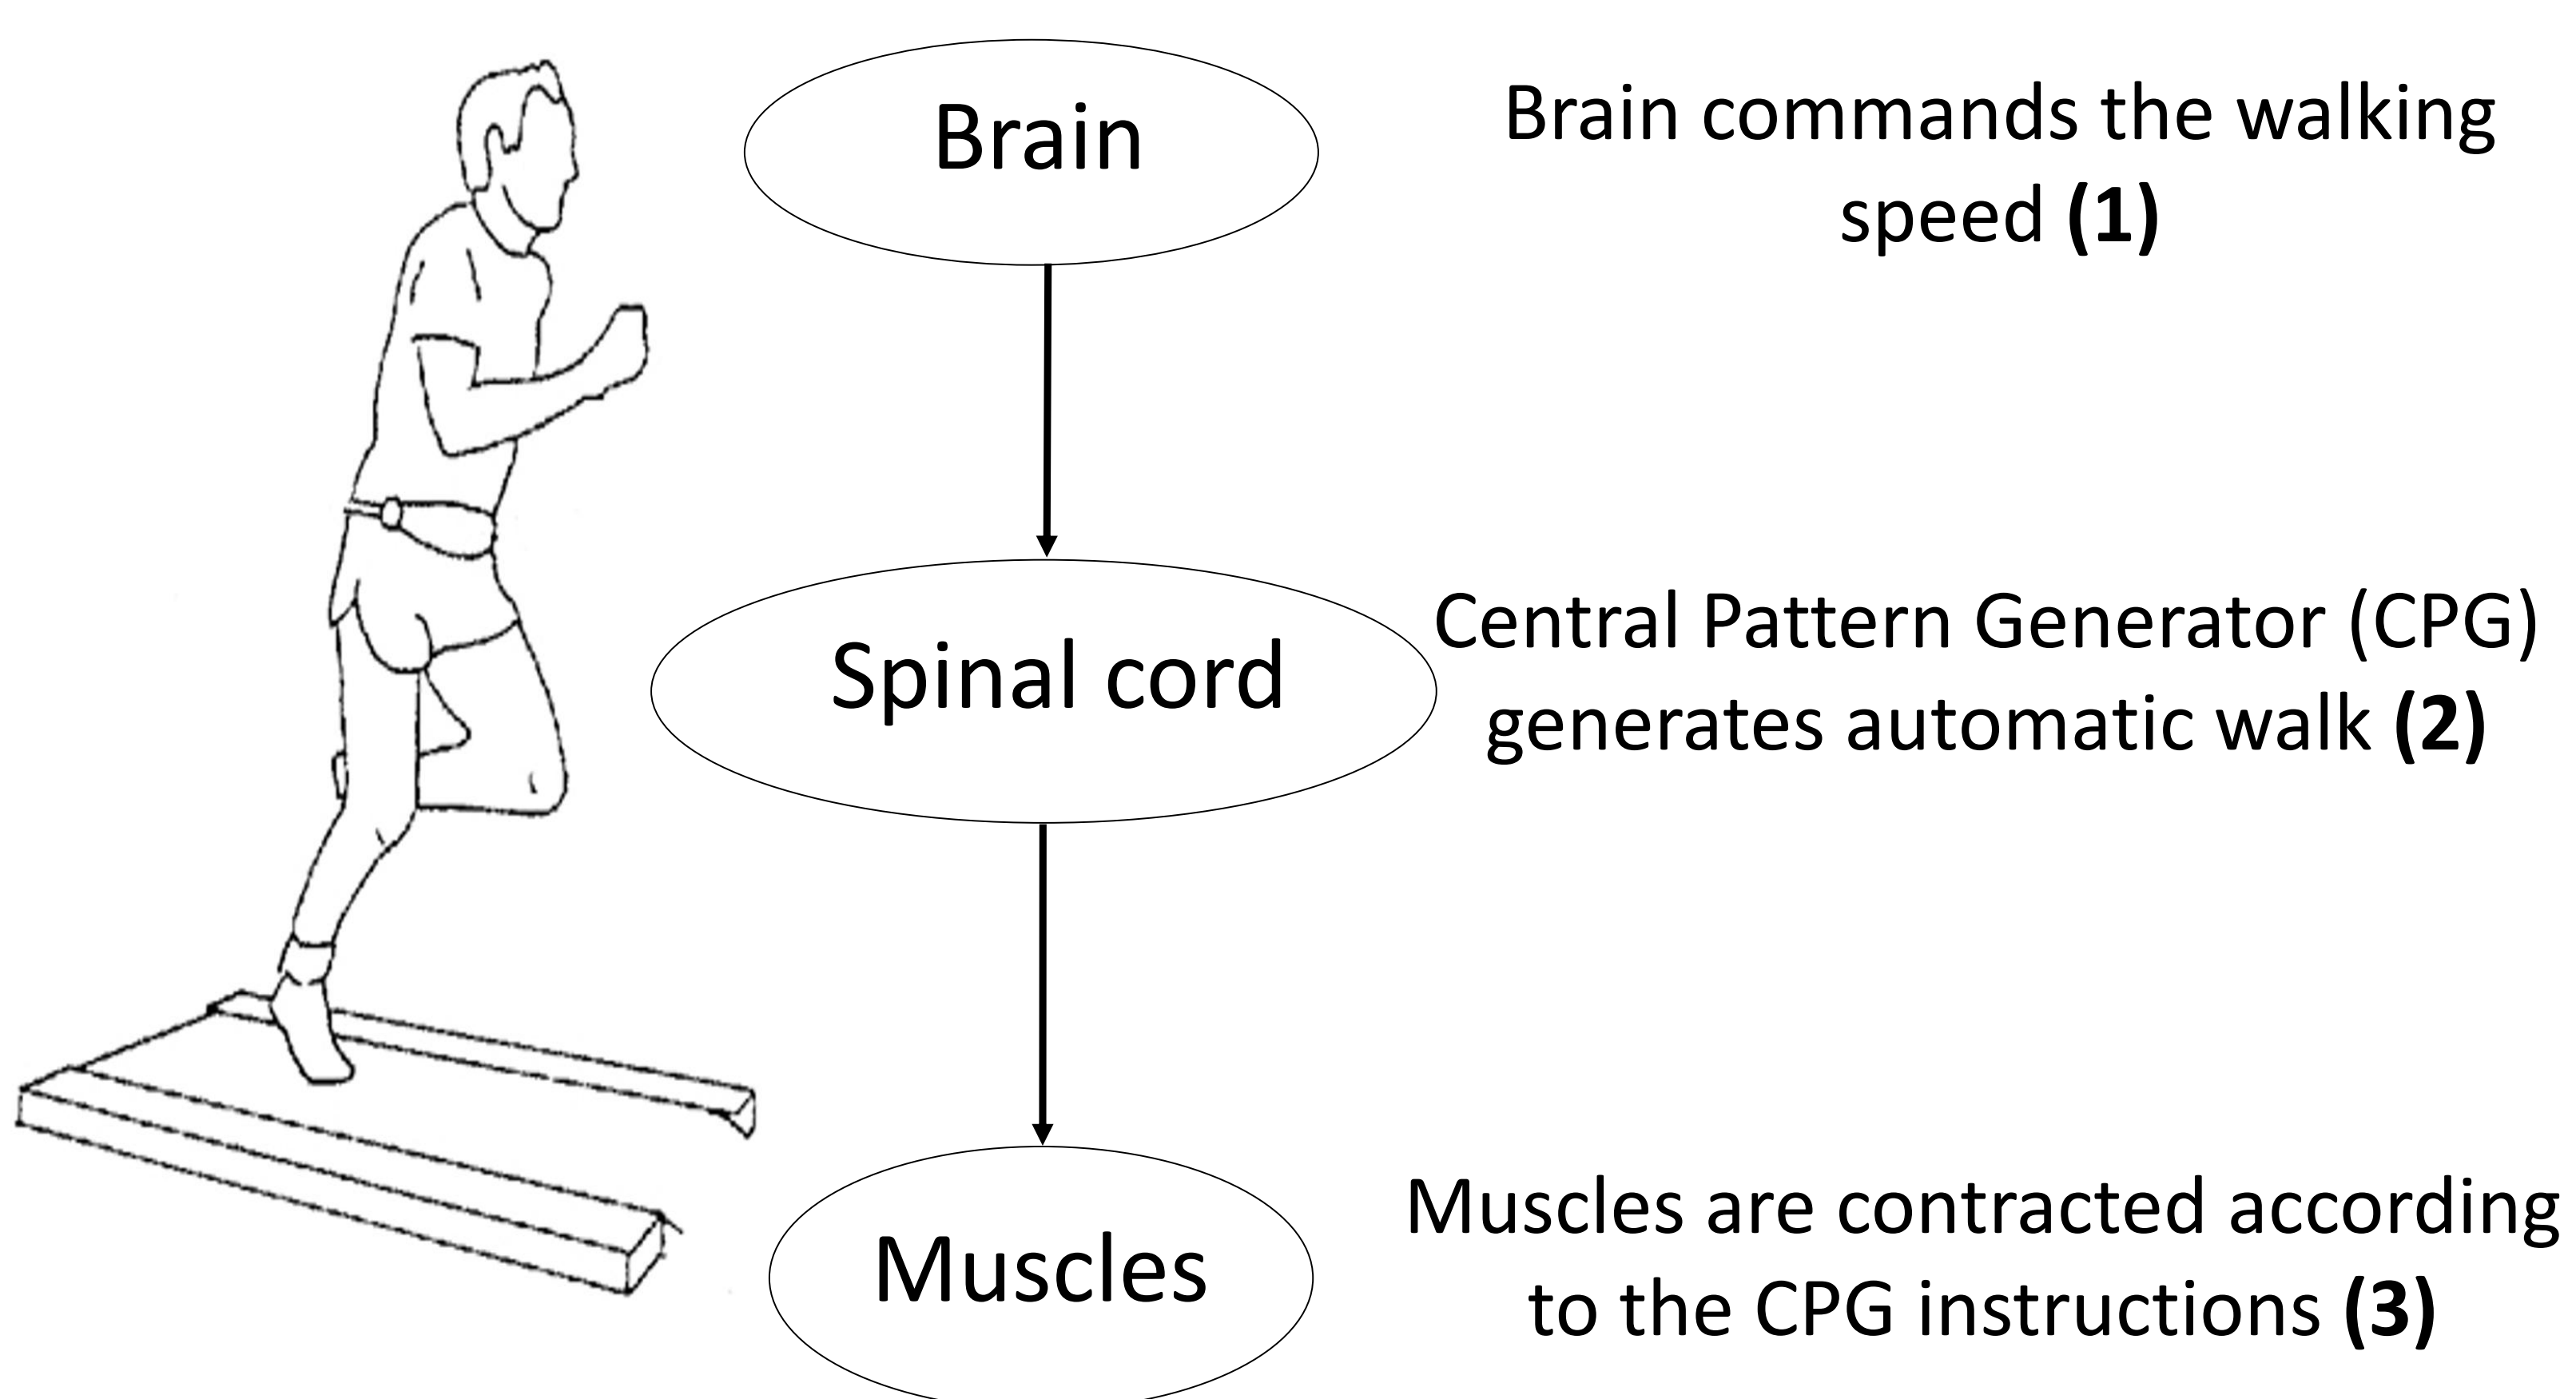 Brain
Brain commands the walking
speed (1)
Spinal cord
Central Pattern Generator (CPG)
generates automatic walk (2)
Muscles
Muscles are contracted according
to the CPG instructions (3)